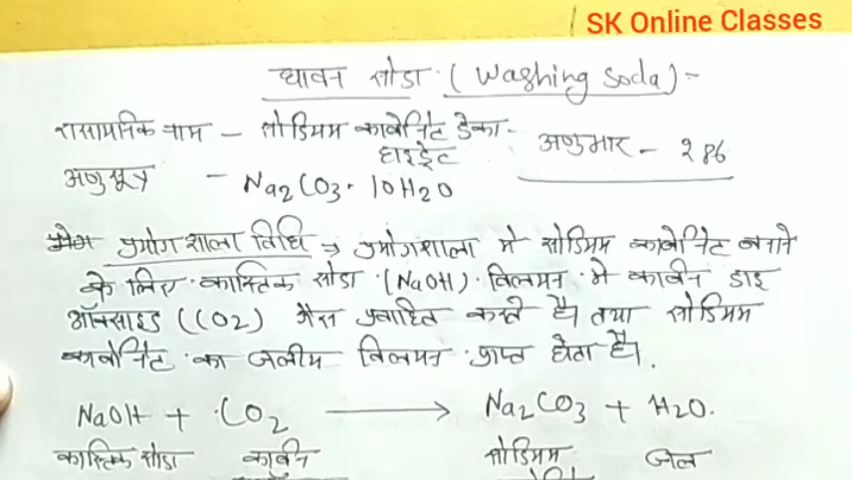 SK Online Classes
धावन सोडा (Washing Soda) -
रासायनिक नाम - सोडियम कार्बोनेट डेका-
हाइड्रेट
अणुभार - 286
अणुसूत्र - Na2CO3·10H2O
प्रयोगशाला विधि → प्रयोगशाला मे सोडियम कार्बोनेट बनाने
के लिए कास्टिक सोडा (NaOH) विलयन मे कार्बन डाइ
ऑक्साइड (CO2) गैस प्रवाहित करते है। तथा सोडियम
कार्बोनेट का जलीय विलयन प्राप्त होता है।.
NaOH + CO2 ⟶ Na2CO3 + H2O.
कास्टिक सोडा कार्बन सोडियम जल